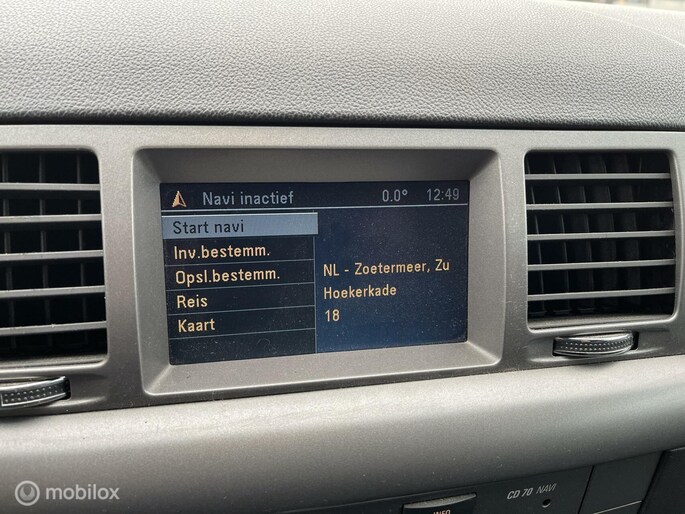 Navi inactief 0.0° 12:49
Start navi
Inv.bestemm.
Opsl.bestemm.
Reis
Kaart
NL - Zoetermeer, Zu
Hoekerkade
18
CD 70 NAVI
INFO
mobilox